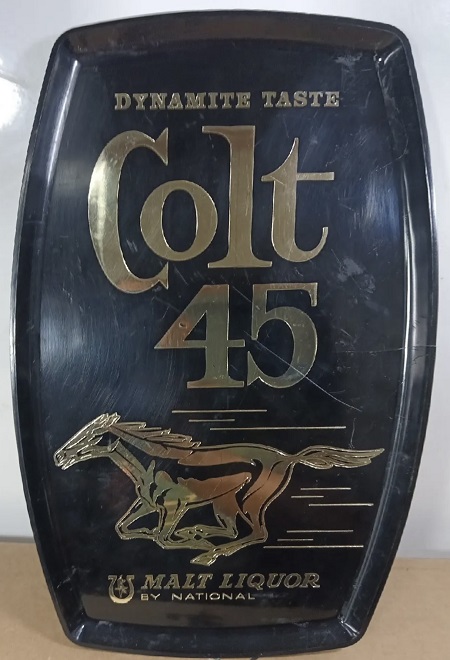 DYNAMITE TASTE
Colt
45
MALT LIQUOR
BY NATIONAL